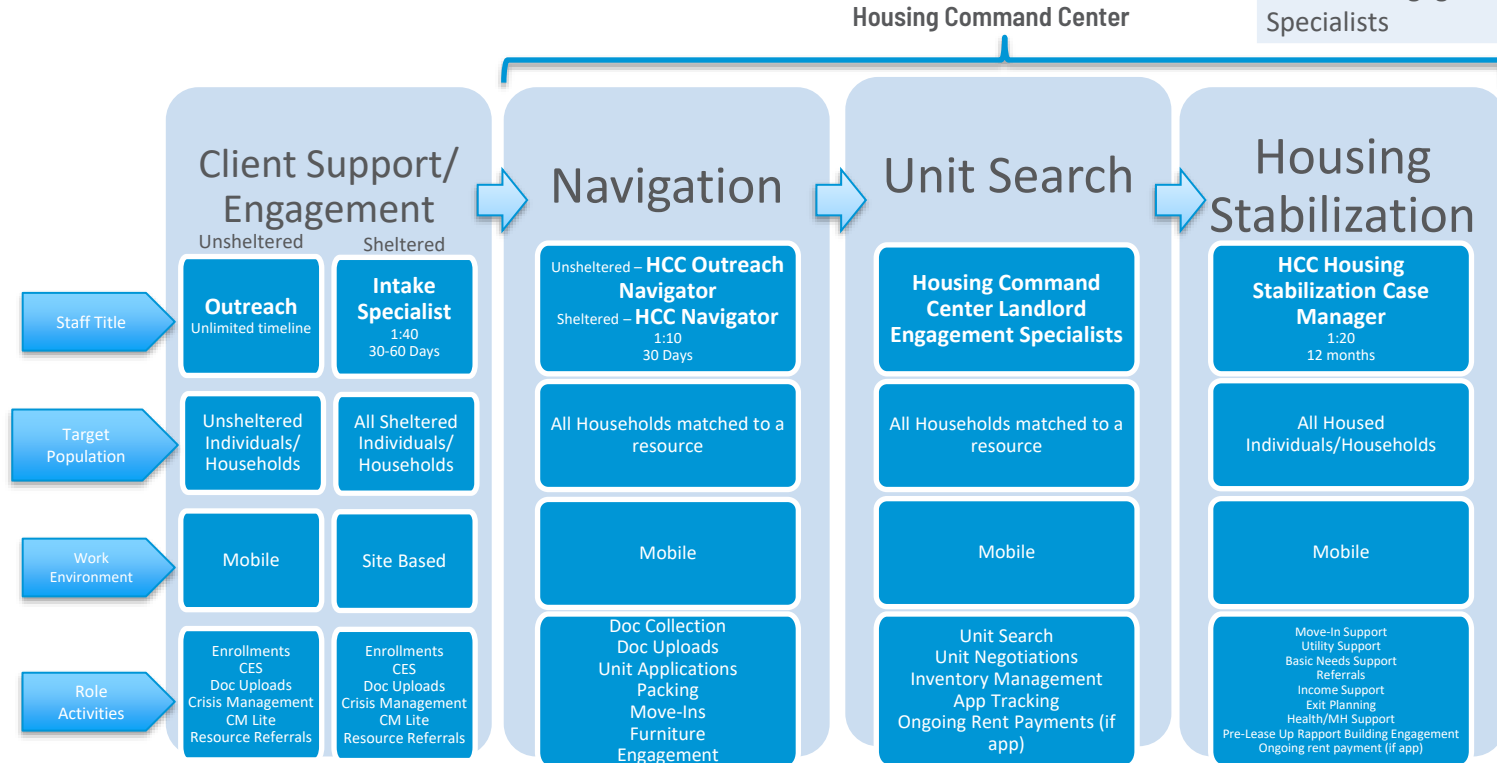 Housing Command Center
Specialists
Client Support/
Engagement
Unsheltered
Sheltered
Navigation
Unit Search
Housing
Stabilization
Staff Title
Outreach
Unlimited timeline
Intake
Specialist
1:40
30-60 Days
Unsheltered – HCC Outreach
Navigator
Sheltered – HCC Navigator
1:10
30 Days
Housing Command
Center Landlord
Engagement Specialists
HCC Housing
Stabilization Case
Manager
1:20
12 months
Target
Population
Unsheltered
Individuals/
Households
All Sheltered
Individuals/
Households
All Households matched to a
resource
All Households matched to a
resource
All Housed
Individuals/Households
Work
Environment
Mobile
Site Based
Mobile
Mobile
Mobile
Role
Activities
Enrollments
CES
Doc Uploads
Crisis Management
CM Lite
Resource Referrals
Enrollments
CES
Doc Uploads
Crisis Management
CM Lite
Resource Referrals
Doc Collection
Doc Uploads
Unit Applications
Packing
Move-Ins
Furniture
Engagement
Unit Search
Unit Negotiations
Inventory Management
App Tracking
Ongoing Rent Payments (if
app)
Move-In Support
Utility Support
Basic Needs Support
Referrals
Income Support
Exit Planning
Health/MH Support
Pre-Lease Up Rapport Building Engagement
Ongoing rent payment (if app)